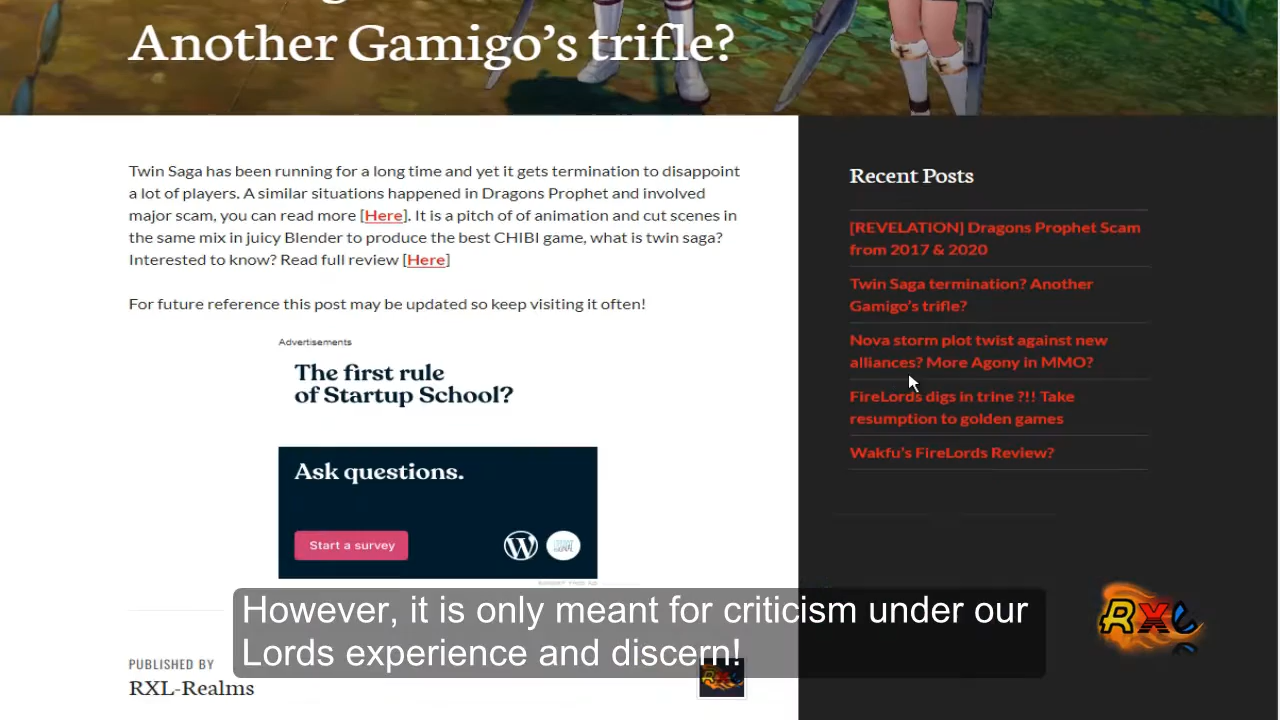 Another Gamigo's trifle?
Twin Saga has been running for a long time and yet it gets termination to disappoint
a lot of players. A similar situations happened in Dragons Prophet and involved
major scam, you can read more [Here]. It is a pitch of of animation and cut scenes in
the same mix in juicy Blender to produce the best CHIBI game, what is twin saga?
Interested to know? Read full review [Here]
For future reference this post may be updated so keep visiting it often!
Advertisements
The first rule
of Startup School?
Ask questions.
Start a survey
PUBLISHED BY
RXL-Realms
Recent Posts
[REVELATION] Dragons Prophet Scam
from 2017 & 2020
Twin Saga termination? Another
Gamigo's trifle?
Nova storm plot twist against new
alliances? More Agony in MMO?
FireLords digs in trine ?!! Take
resumption to golden games
Wakfu's FireLords Review?
RXL
However, it is only meant for criticism under our
Lords experience and discern!